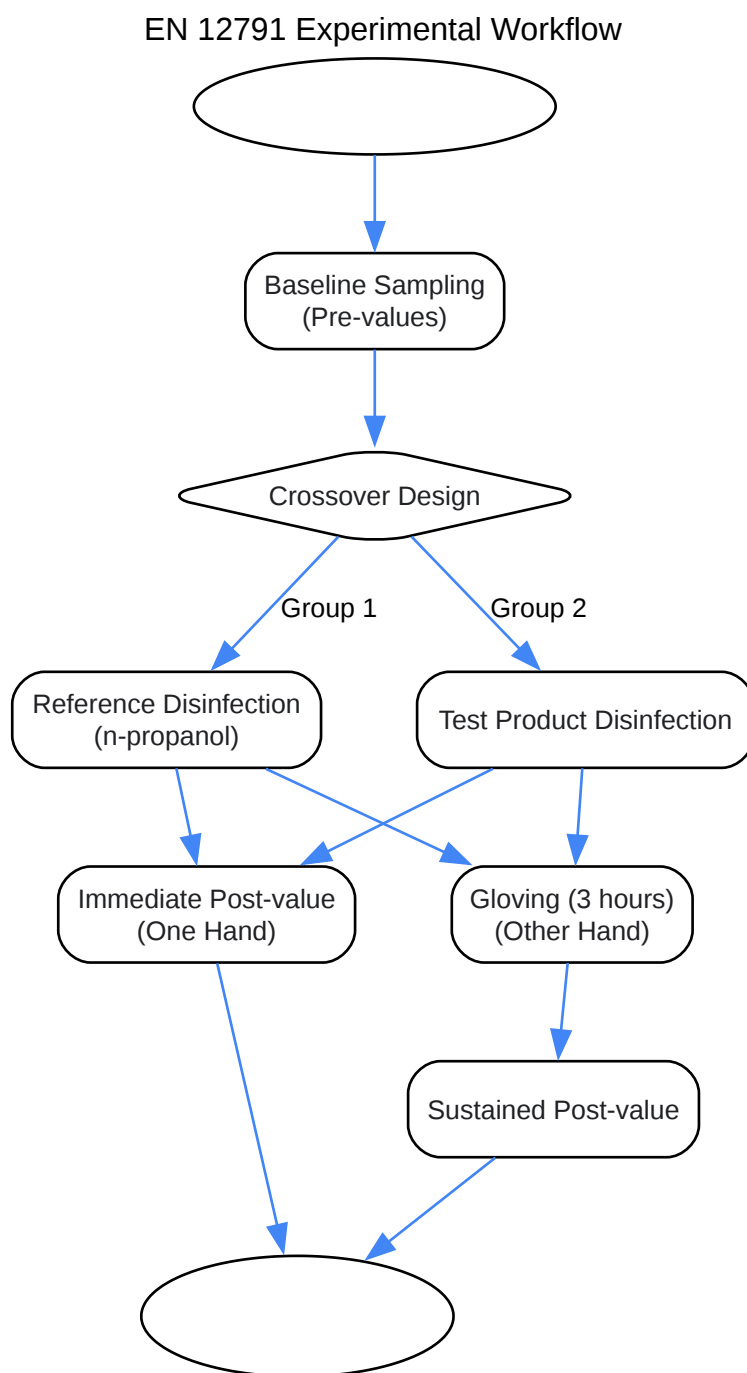 EN 12791 Experimental Workflow
Baseline Sampling
(Pre-values)
Crossover Design
Group 1
Group 2
Reference Disinfection
(n-propanol)
Test Product Disinfection
Immediate Post-value
(One Hand)
Gloving (3 hours)
(Other Hand)
Sustained Post-value